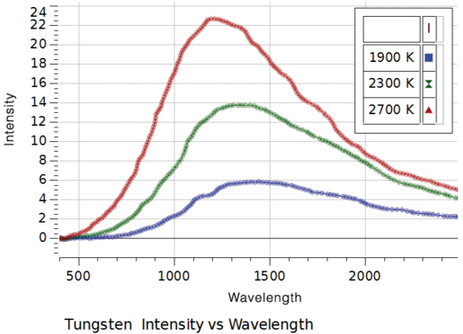 24
22
20
18
16
14
12
10
8
6
4
2
0
Intensity
I
1900 K
2300 K
2700 K
500 1000 1500 2000
Wavelength
Tungsten Intensity vs Wavelength